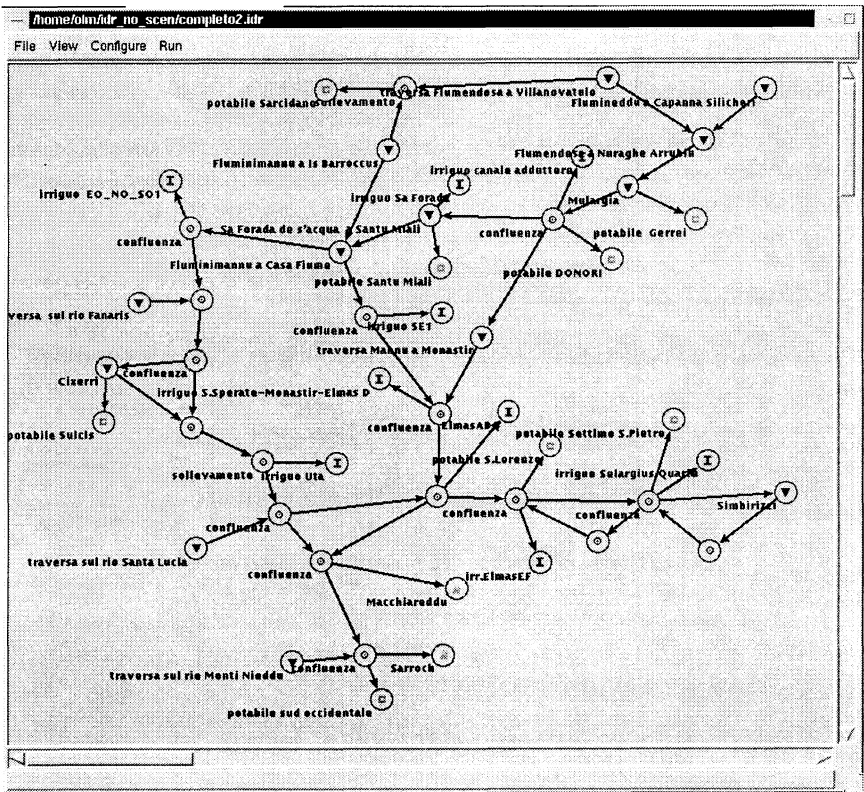 /home/olm/idr_no_scen/completo2.idr
File View Configure Run
traversa Flumendosa a Villanovatulo
potabile Sarcidano
sollevamento
Flumineddu a Capanna Silicheri
Fluminimannu a Is Barroccus
Flumendosa a Nuraghe Arrubiu
irriguo canale adduttore
irriguo EO_NO_SO1
irriguo Sa Forada
Mulargia
Sa Forada de s'acqua
Santu Miali
confluenza
potabile Gerrei
confluenza
Fluminimannu a Casa Fiume
potabile DONORI
potabile Santu Miali
versa sul rio Fanaris
confluenza
irriguo SE1
traversa Mannu a Monastir
Cixerri
confluenza
irriguo S.Sperate-Monastir-Elmas D
confluenza
potabile Sulcis
potabile Settimo S.Pietro
potabile S.Lorenzo
sollevamento
irriguo Uta
irriguo Selargius Quartu
Simbirizzi
confluenza
confluenza
confluenza
traversa sul rio Santa Lucia
confluenza
irr.ElmasEF
Macchiareddu
traversa sul rio Monti Nieddu
confluenza
Sarroch
potabile sud occidentale